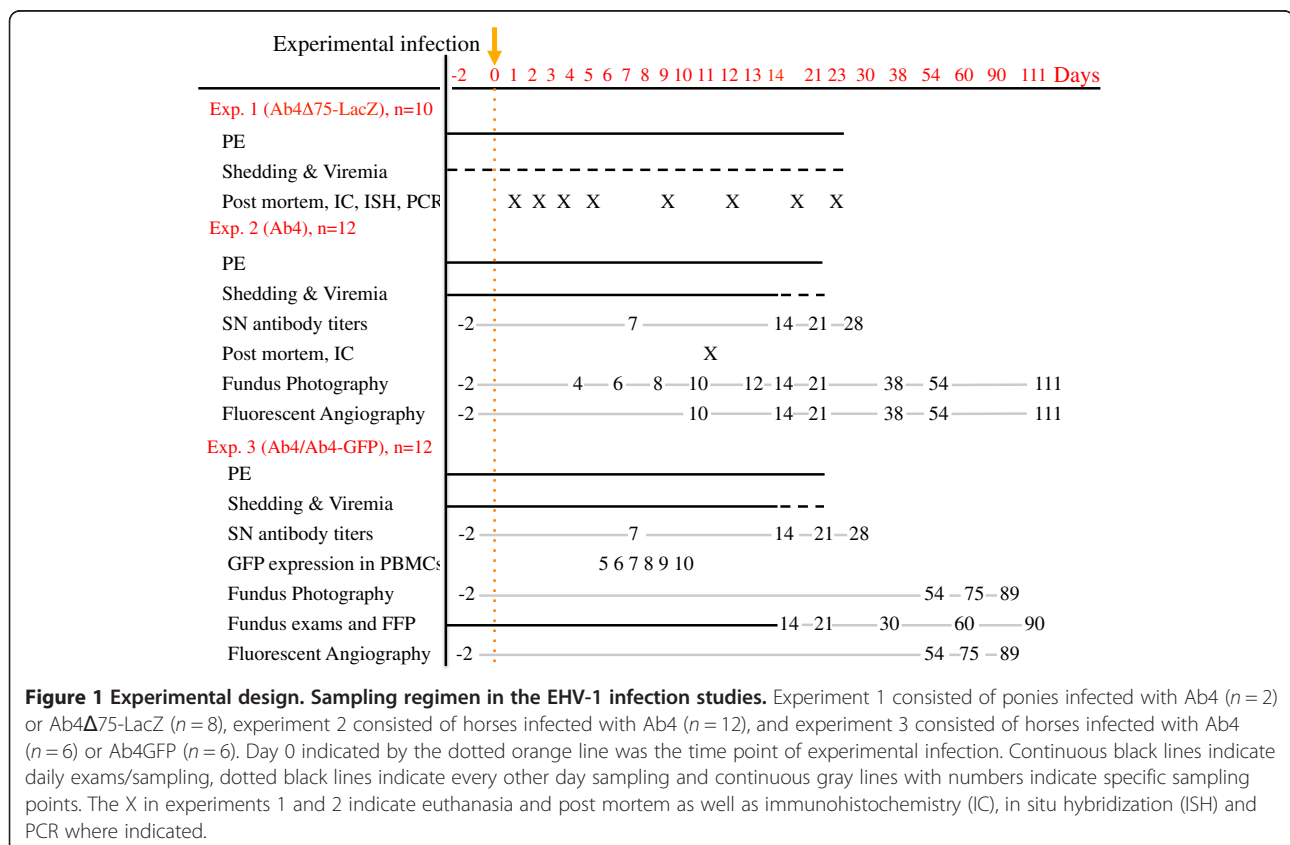 Experimental infection
-2 0 1 2 3 4 5 6 7 8 9 10 11 12 13 14 21 23 30 38 54 60 90 111 Days
Exp. 1 (Ab4Δ75-LacZ), n=10
PE
Shedding & Viremia
Post mortem, IC, ISH, PCR X X X X X X X X
Exp. 2 (Ab4), n=12
PE
Shedding & Viremia
SN antibody titers -2 7 14 21 28
Post mortem, IC X
Fundus Photography -2 4 6 8 10 12 14 21 38 54 111
Fluorescent Angiography -2 10 14 21 38 54 111
Exp. 3 (Ab4/Ab4-GFP), n=12
PE
Shedding & Viremia
SN antibody titers -2 7 14 21 28
GFP expression in PBMCs 5 6 7 8 9 10
Fundus Photography -2 54 75 89
Fundus exams and FFP 14 21 30 60 90
Fluorescent Angiography -2 54 75 89
Figure 1 Experimental design. Sampling regimen in the EHV-1 infection studies. Experiment 1 consisted of ponies infected with Ab4 (n = 2)
or Ab4Δ75-LacZ (n = 8), experiment 2 consisted of horses infected with Ab4 (n = 12), and experiment 3 consisted of horses infected with Ab4
(n = 6) or Ab4GFP (n = 6). Day 0 indicated by the dotted orange line was the time point of experimental infection. Continuous black lines indicate
daily exams/sampling, dotted black lines indicate every other day sampling and continuous gray lines with numbers indicate specific sampling
points. The X in experiments 1 and 2 indicate euthanasia and post mortem as well as immunohistochemistry (IC), in situ hybridization (ISH) and
PCR where indicated.